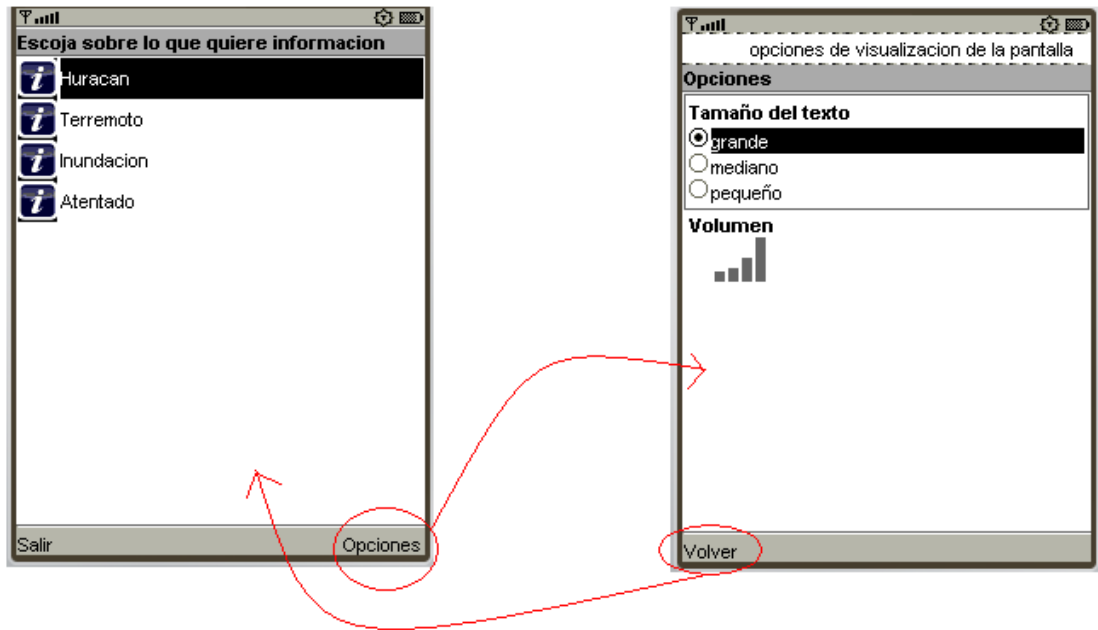 Escoja sobre lo que quiere informacion
Huracan
Terremoto
Inundacion
Atentado
Salir
Opciones
opciones de visualizacion de la pantalla
Opciones
Tamaño del texto
grande
mediano
pequeño
Volumen
Volver